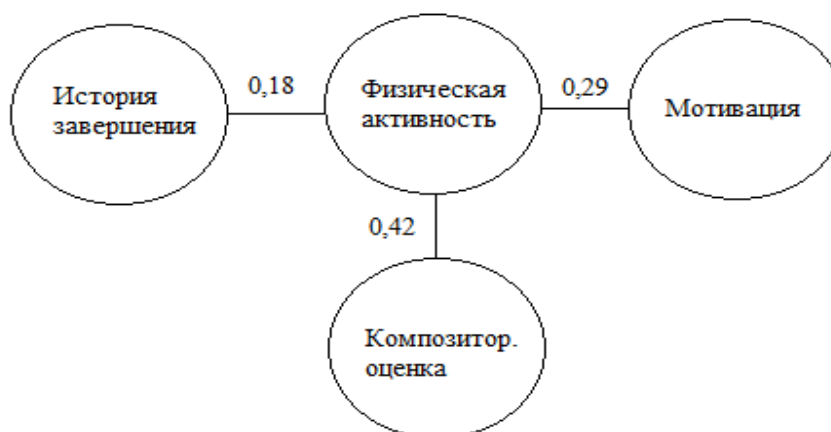 История
завершения
0,18
Физическая
активность
0,29
Мотивация
0,42
Композитор.
оценка